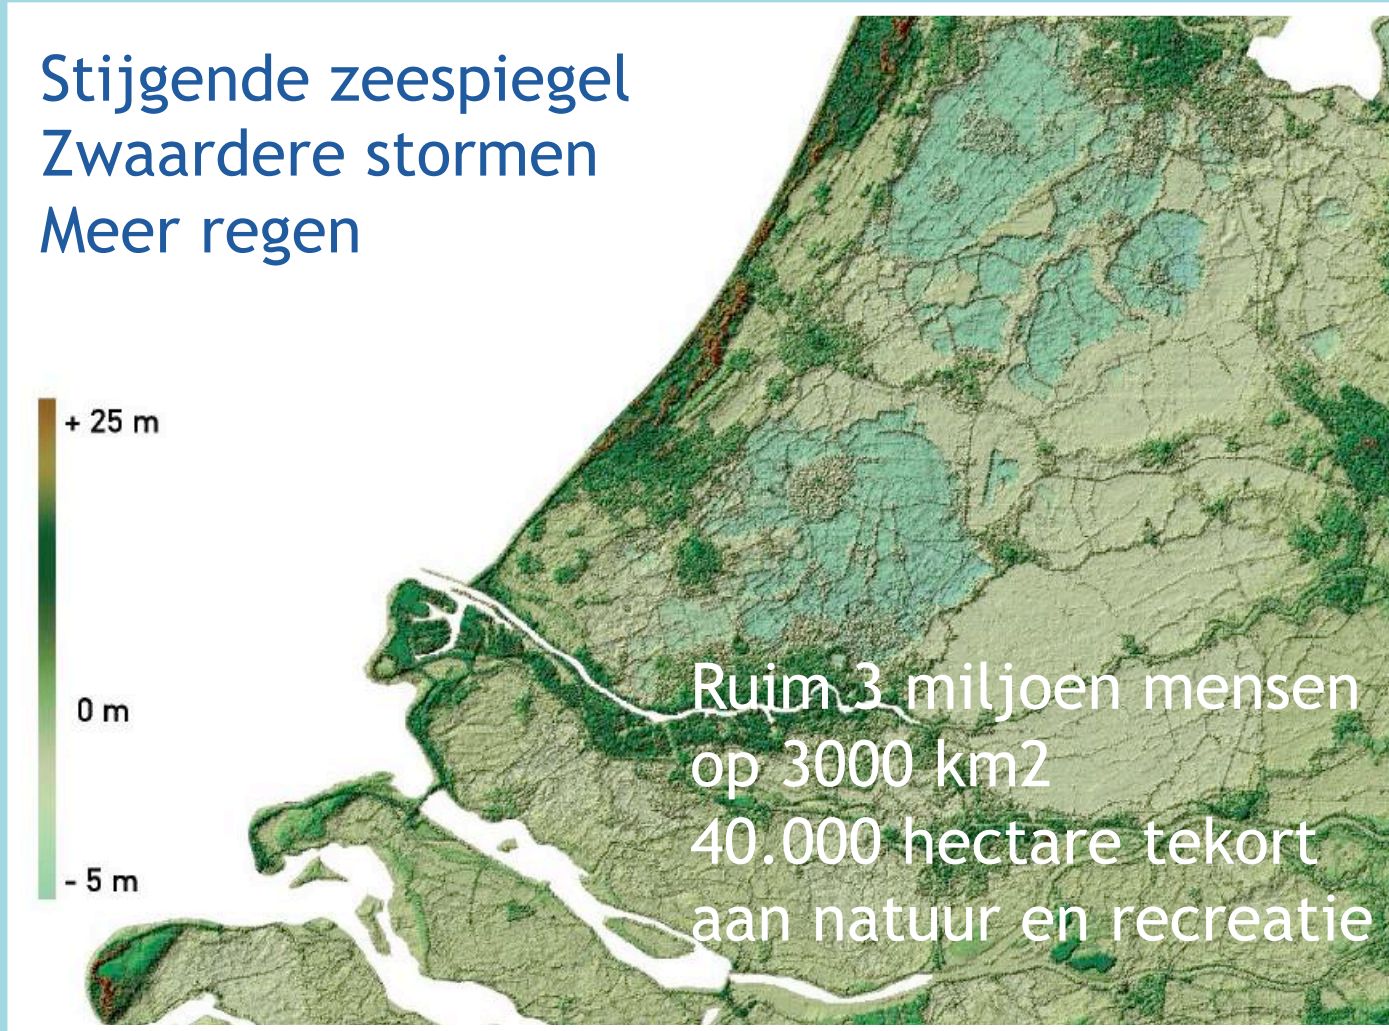 Stijgende zeespiegel
Zwaardere stormen
Meer regen
+ 25 m
0 m
- 5 m
Ruim 3 miljoen mensen
op 3000 km2
40.000 hectare tekort
aan natuur en recreatie